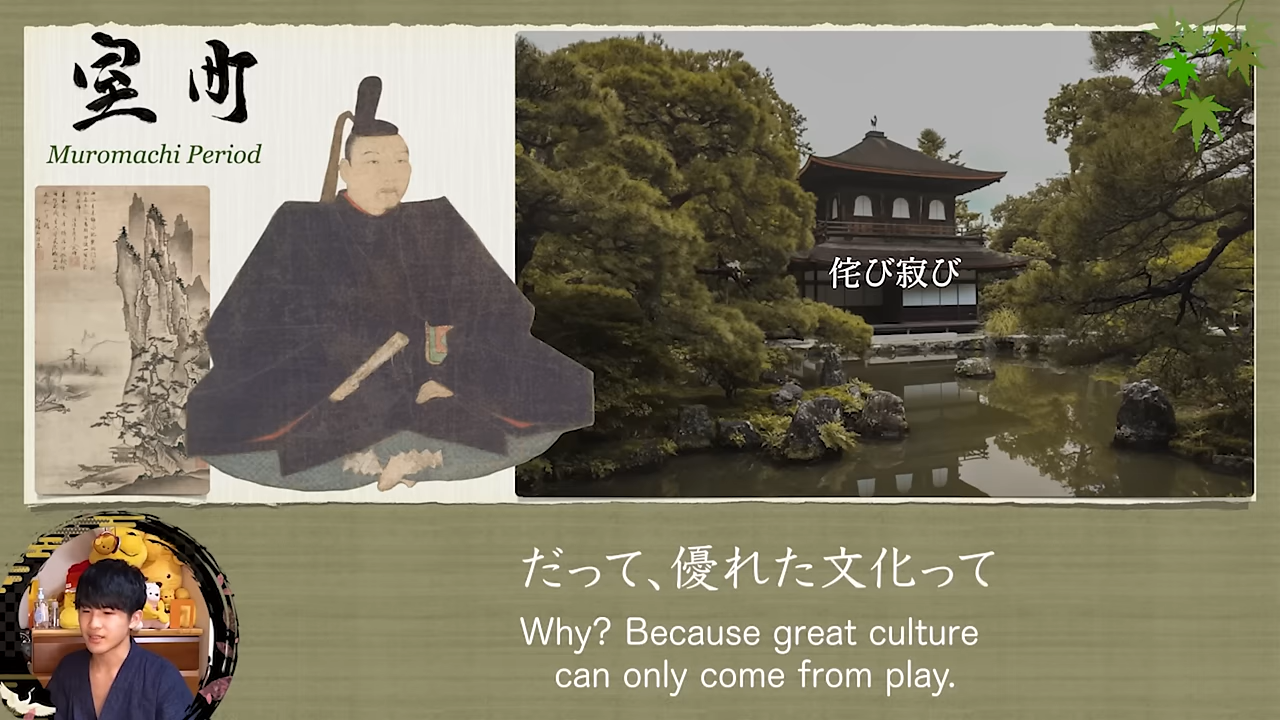 室町
Muromachi Period
侘び寂び
だって、優れた文化って
Why? Because great culture
can only come from play.